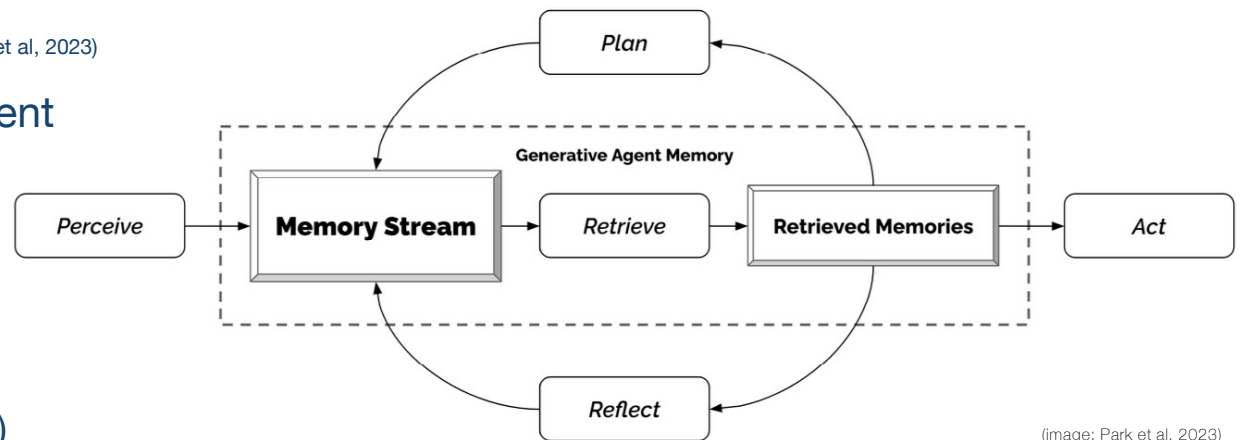 et al, 2023)
Plan
ent
Generative Agent Memory
Perceive
Memory Stream
Retrieve
Retrieved Memories
Act
Reflect
)
(image: Park et al, 2023)